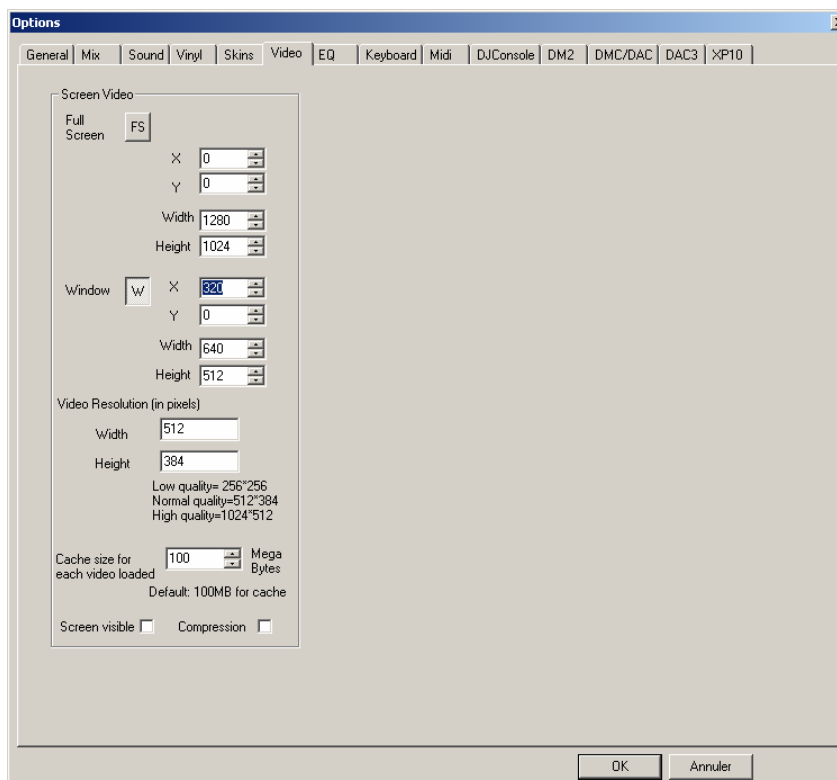 Options
General Mix Sound Vinyl Skins Video EQ Keyboard Midi DJConsole DM2 DMC/DAC DAC3 XP10
Screen Video
Full
Screen
FS
X 0
Y 0
Width 1280
Height 1024
Window W X 320
Y 0
Width 640
Height 512
Video Resolution (in pixels)
Width 512
Height 384
Low quality= 256*256
Normal quality=512*384
High quality=1024*512
Cache size for
each video loaded
100
Mega
Bytes
Default: 100MB for cache
Screen visible Compression
OK Annuler